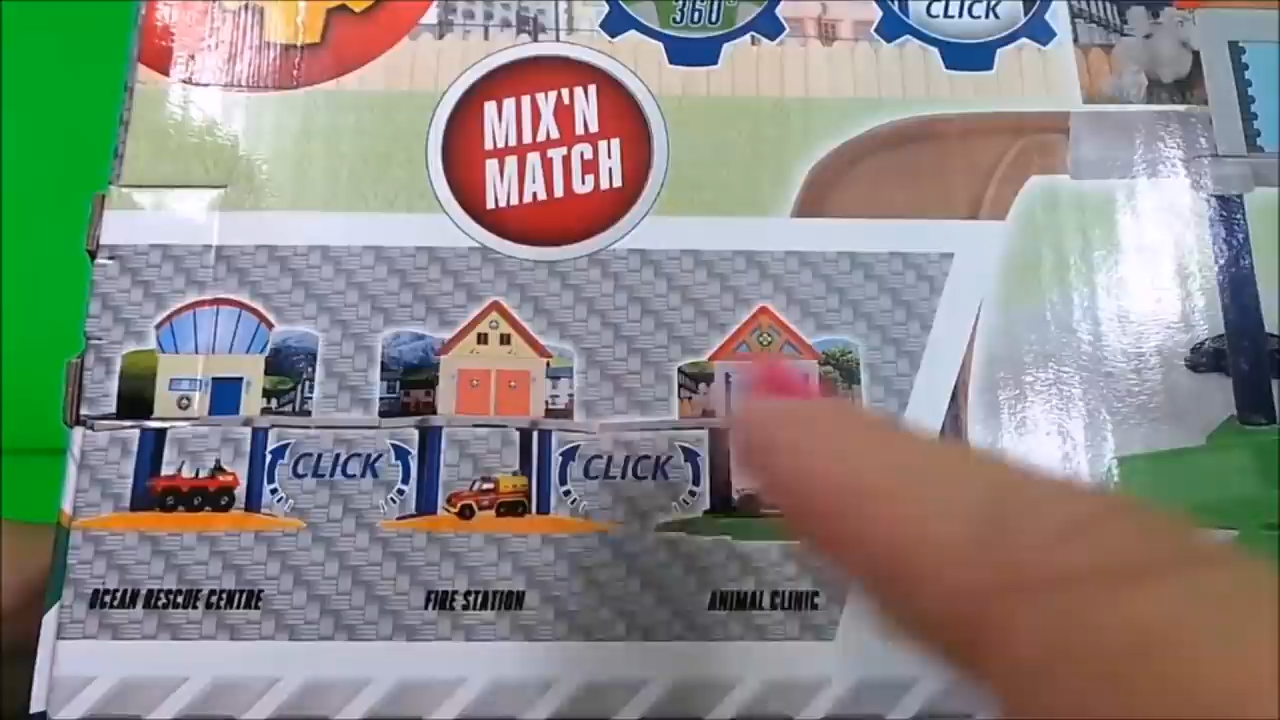 360°
CLICK
MIX'N
MATCH
CLICK
CLICK
OCEAN RESCUE CENTRE
FIRE STATION
ANIMAL CLINIC